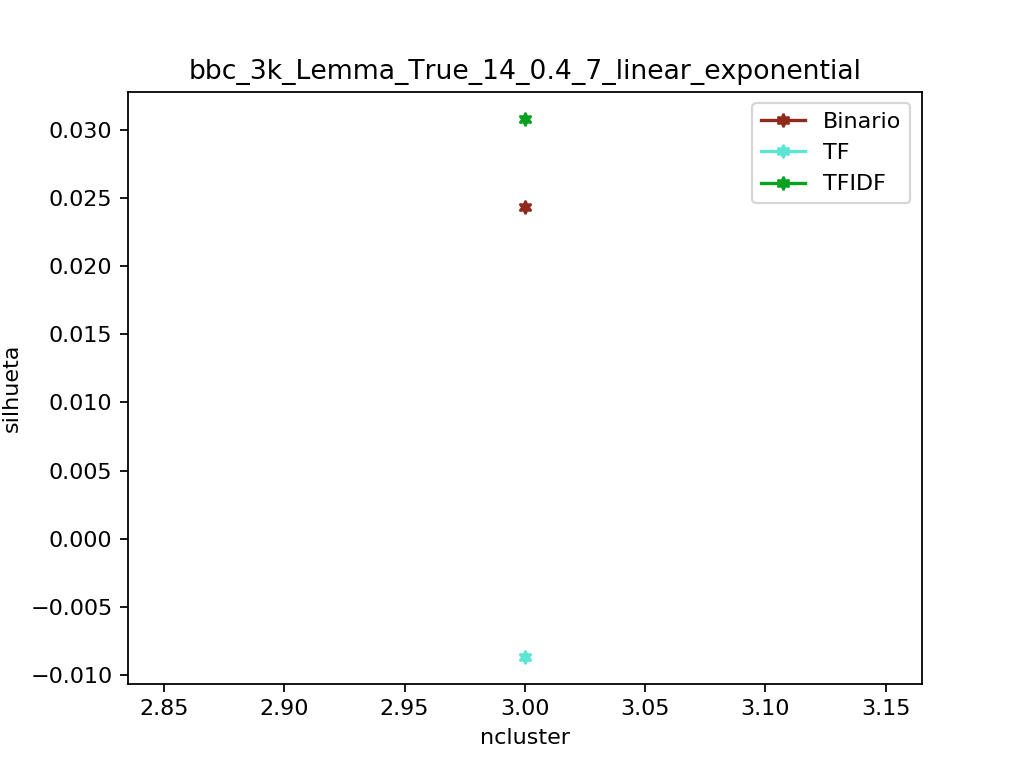 bbc_3k_Lemma_True_14_0.4_7_linear_exponential
Binario
TF
TFIDF
0.030
0.025
0.020
0.015
0.010
0.005
0.000
−0.005
−0.010
silhueta
2.85 2.90 2.95 3.00 3.05 3.10 3.15
ncluster